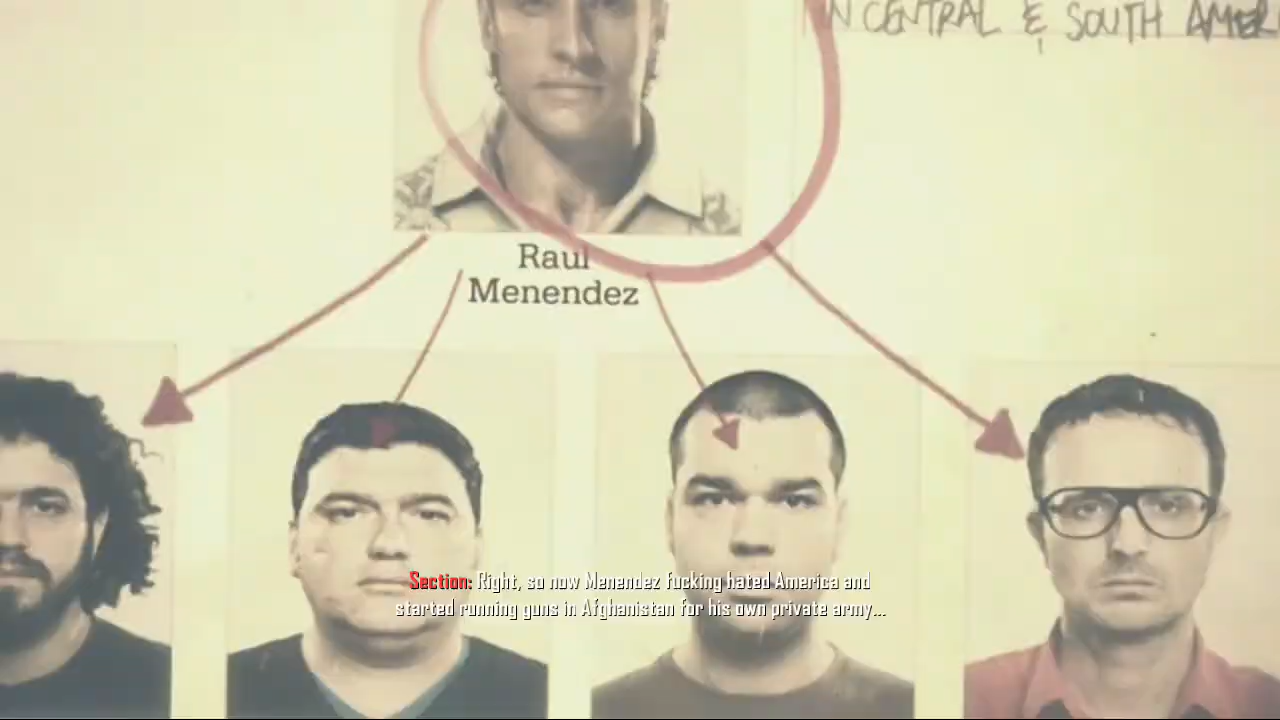 IN CENTRAL & SOUTH AMER
Raul
Menendez
Section: Right, so now Menendez fucking hated America and
started running guns in Afghanistan for his own private army...